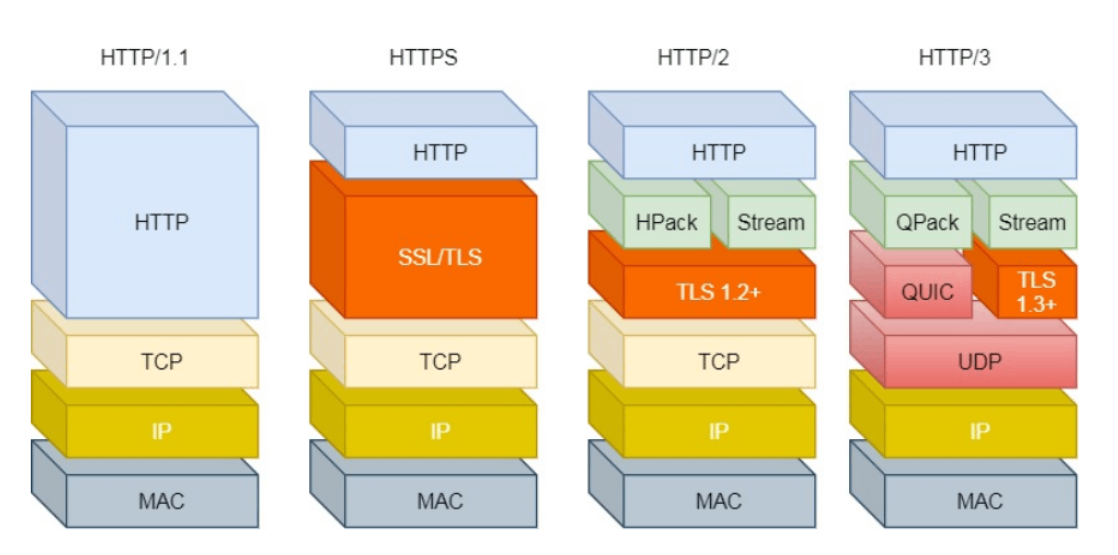 HTTP/1.1
HTTPS
HTTP/2
HTTP/3
HTTP
HTTP
HTTP
HTTP
HPack
Stream
QPack
Stream
SSL/TLS
TLS 1.2+
QUIC
TLS
1.3+
TCP
TCP
TCP
UDP
IP
IP
IP
IP
MAC
MAC
MAC
MAC